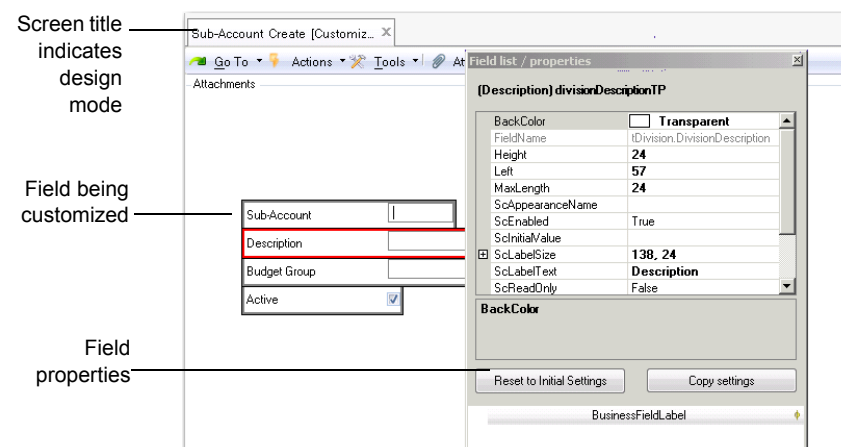 Screen title
indicates
design
mode
Sub-Account Create [Customiz...
Go To Actions Tools At
Field list / properties
Attachments
(Description) divisionDescriptionTP
BackColor Transparent
FieldName tDivision.DivisionDescription
Height 24
Left 57
MaxLength 24
ScAppearanceName
ScEnabled True
ScInitialValue
ScLabelSize 138, 24
ScLabelText Description
ScReadOnly False
Field being
customized
Sub-Account
Description
Budget Group
Active
BackColor
Field
properties
Reset to Initial Settings Copy settings
BusinessFieldLabel